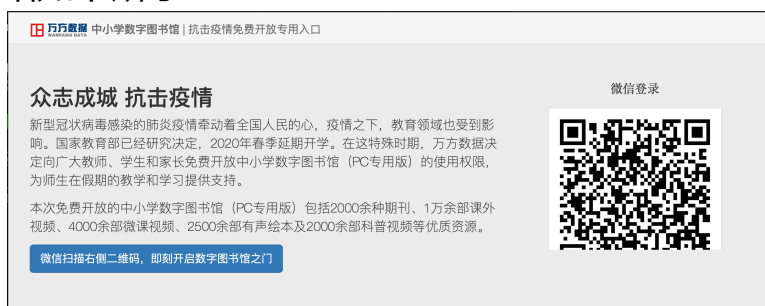 万方数据 WANFANG DATA 中小学数字图书馆 | 抗击疫情免费开放专用入口
微信登录
众志成城 抗击疫情
新型冠状病毒感染的肺炎疫情牵动着全国人民的心，疫情之下，教育领域也受到影
响。国家教育部已经研究决定，2020年春季延期开学。在这特殊时期，万方数据决
定向广大教师、学生和家长免费开放中小学数字图书馆（PC专用版）的使用权限，
为师生在假期的教学和学习提供支持。
本次免费开放的中小学数字图书馆（PC专用版）包括2000余种期刊、1万余部课外
视频、4000余部微课视频、2500余部有声绘本及2000余部科普视频等优质资源。
微信扫描右侧二维码，即刻开启数字图书馆之门